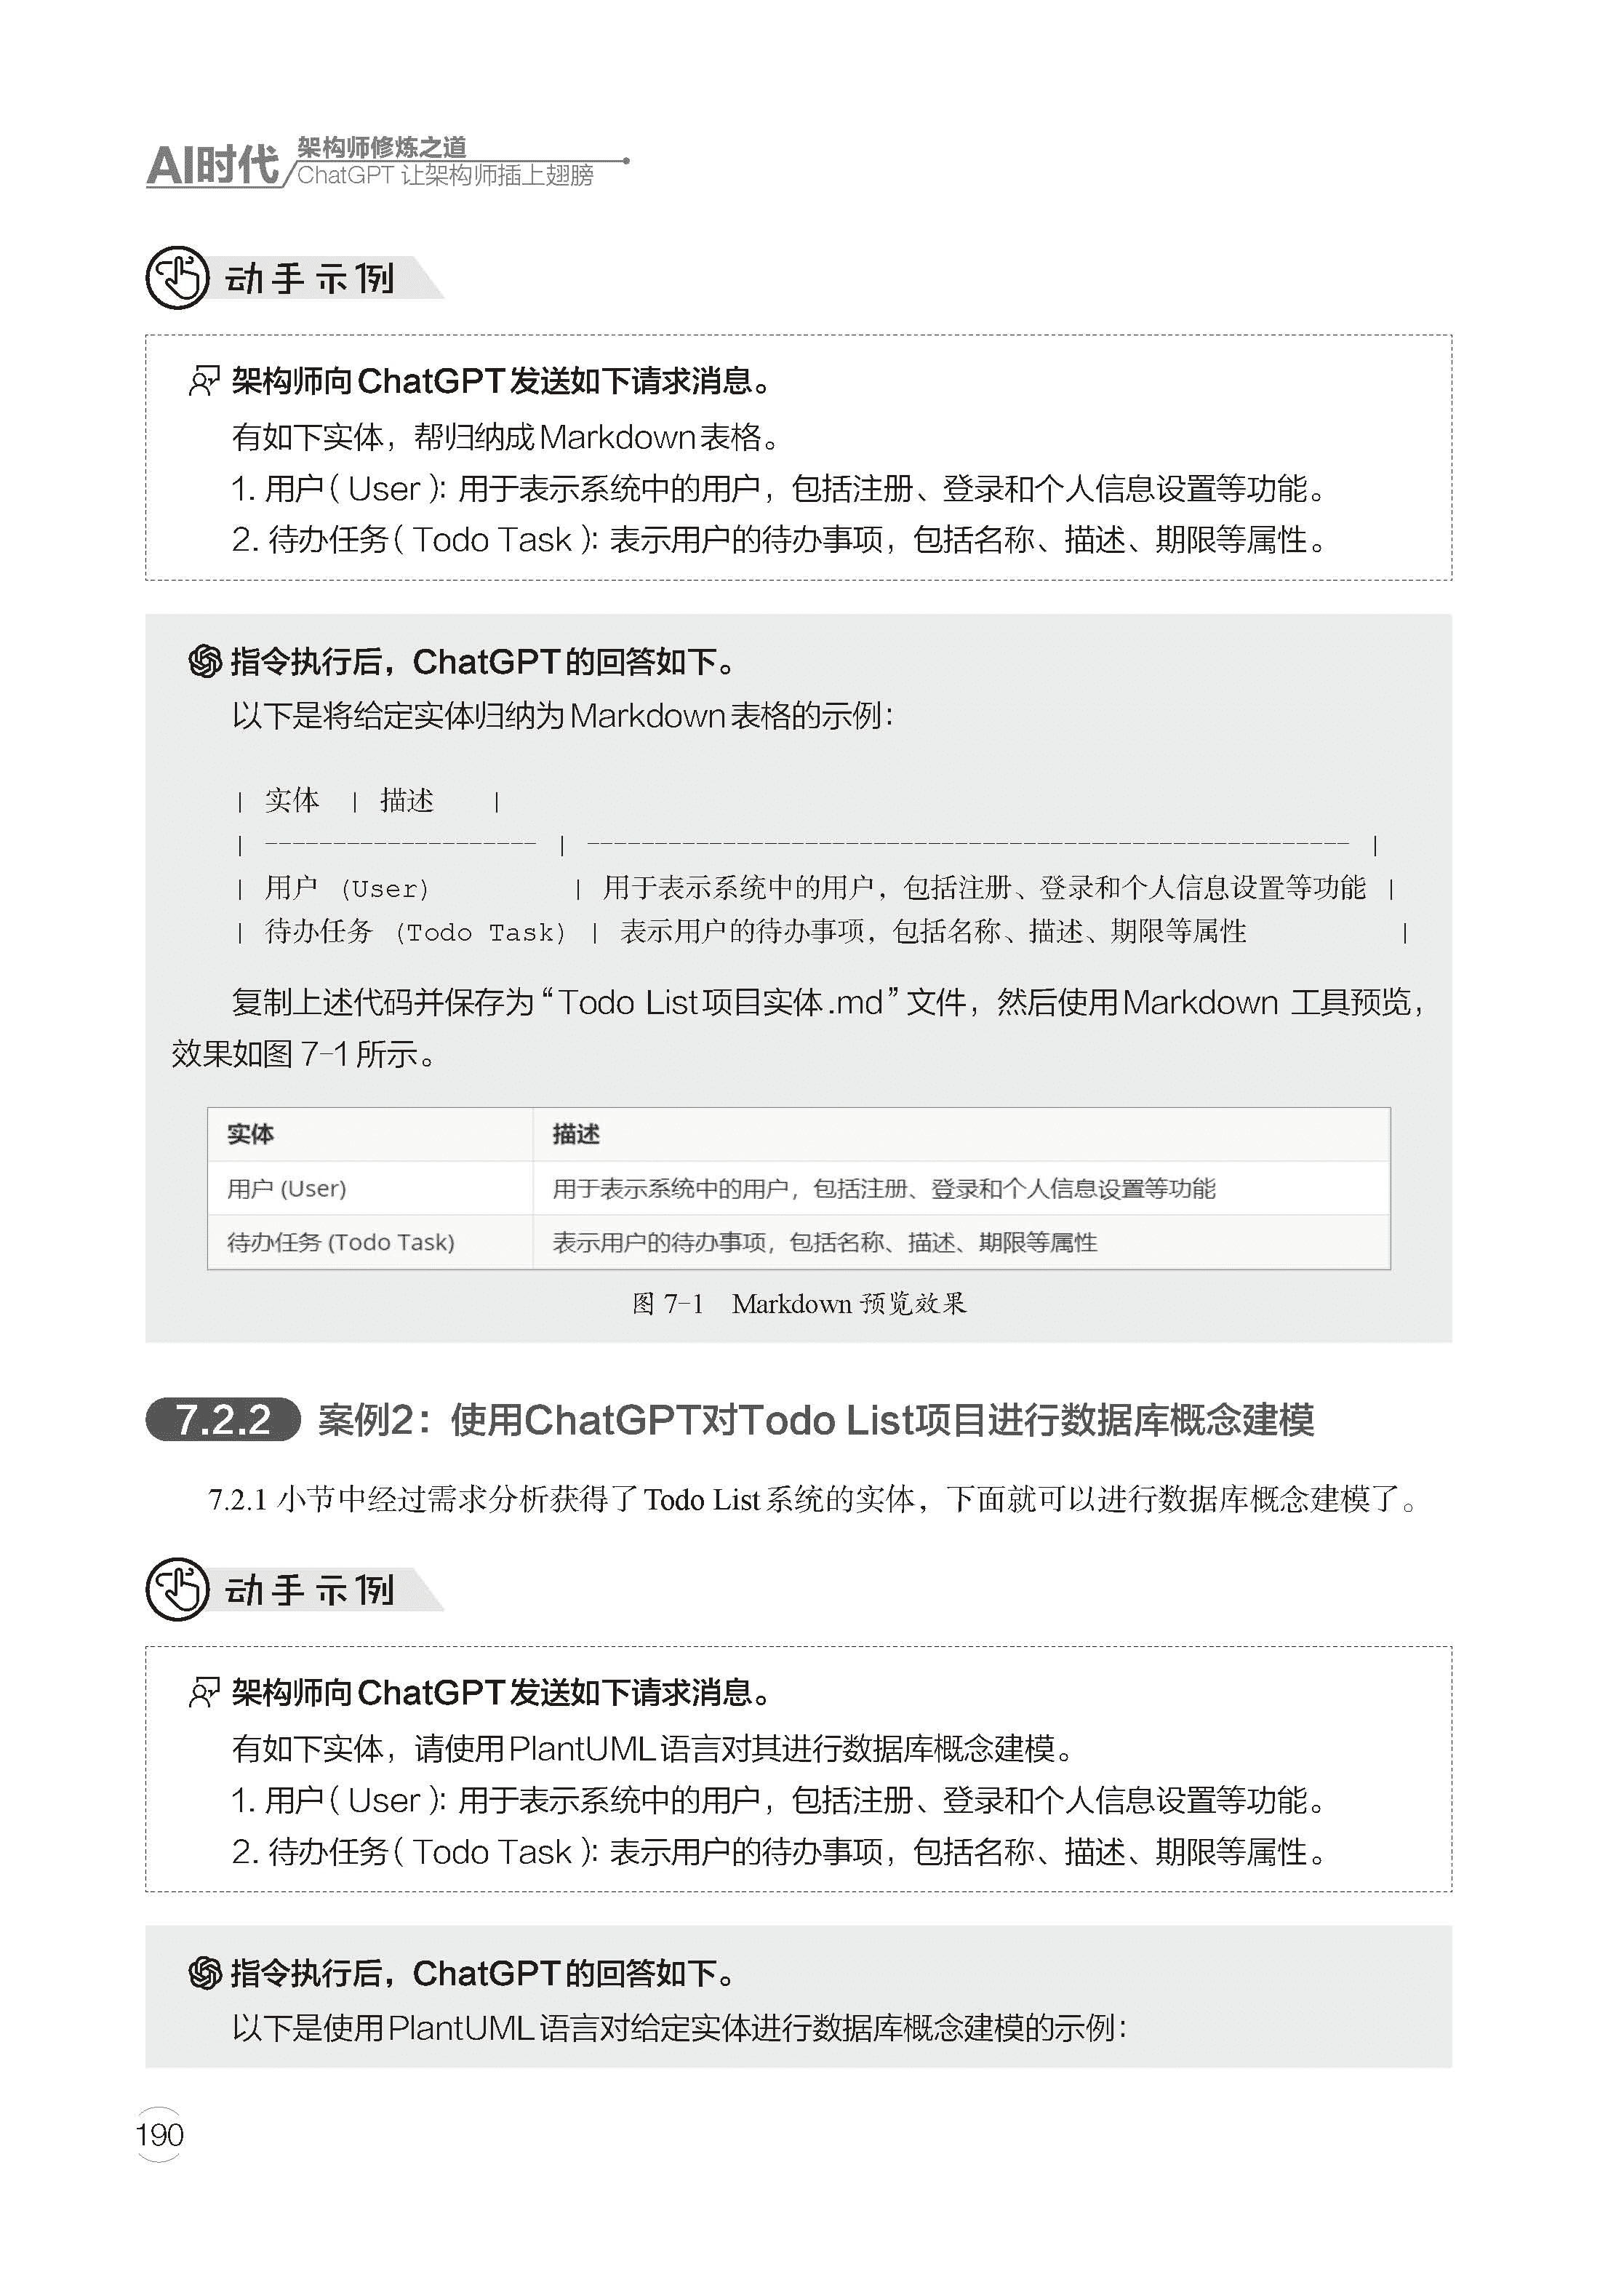 AI时代
架构师修炼之道
ChatGPT 让架构师插上翅膀
动手示例
架构师向ChatGPT发送如下请求消息。
有如下实体，帮归纳成Markdown表格。
1. 用户（User）：用于表示系统中的用户，包括注册、登录和个人信息设置等功能。
2. 待办任务（Todo Task）：表示用户的待办事项，包括名称、描述、期限等属性。
指令执行后，ChatGPT的回答如下。
以下是将给定实体归纳为Markdown表格的示例：
| 实体 | 描述 |
| -------------------- | -------------------------------------------------------- |
| 用户 (User) | 用于表示系统中的用户，包括注册、登录和个人信息设置等功能 |
| 待办任务 (Todo Task) | 表示用户的待办事项，包括名称、描述、期限等属性 |
复制上述代码并保存为“Todo List项目实体.md”文件，然后使用Markdown 工具预览，
效果如图 7-1所示。
实体 描述
用户 (User) 用于表示系统中的用户，包括注册、登录和个人信息设置等功能
待办任务 (Todo Task) 表示用户的待办事项，包括名称、描述、期限等属性
图 7-1 Markdown 预览效果
7.2.2 案例2：使用ChatGPT对Todo List项目进行数据库概念建模
7.2.1 小节中经过需求分析获得了Todo List系统的实体，下面就可以进行数据库概念建模了。
动手示例
架构师向ChatGPT发送如下请求消息。
有如下实体，请使用PlantUML语言对其进行数据库概念建模。
1. 用户（User）：用于表示系统中的用户，包括注册、登录和个人信息设置等功能。
2. 待办任务（Todo Task）：表示用户的待办事项，包括名称、描述、期限等属性。
指令执行后，ChatGPT的回答如下。
以下是使用PlantUML语言对给定实体进行数据库概念建模的示例：
190